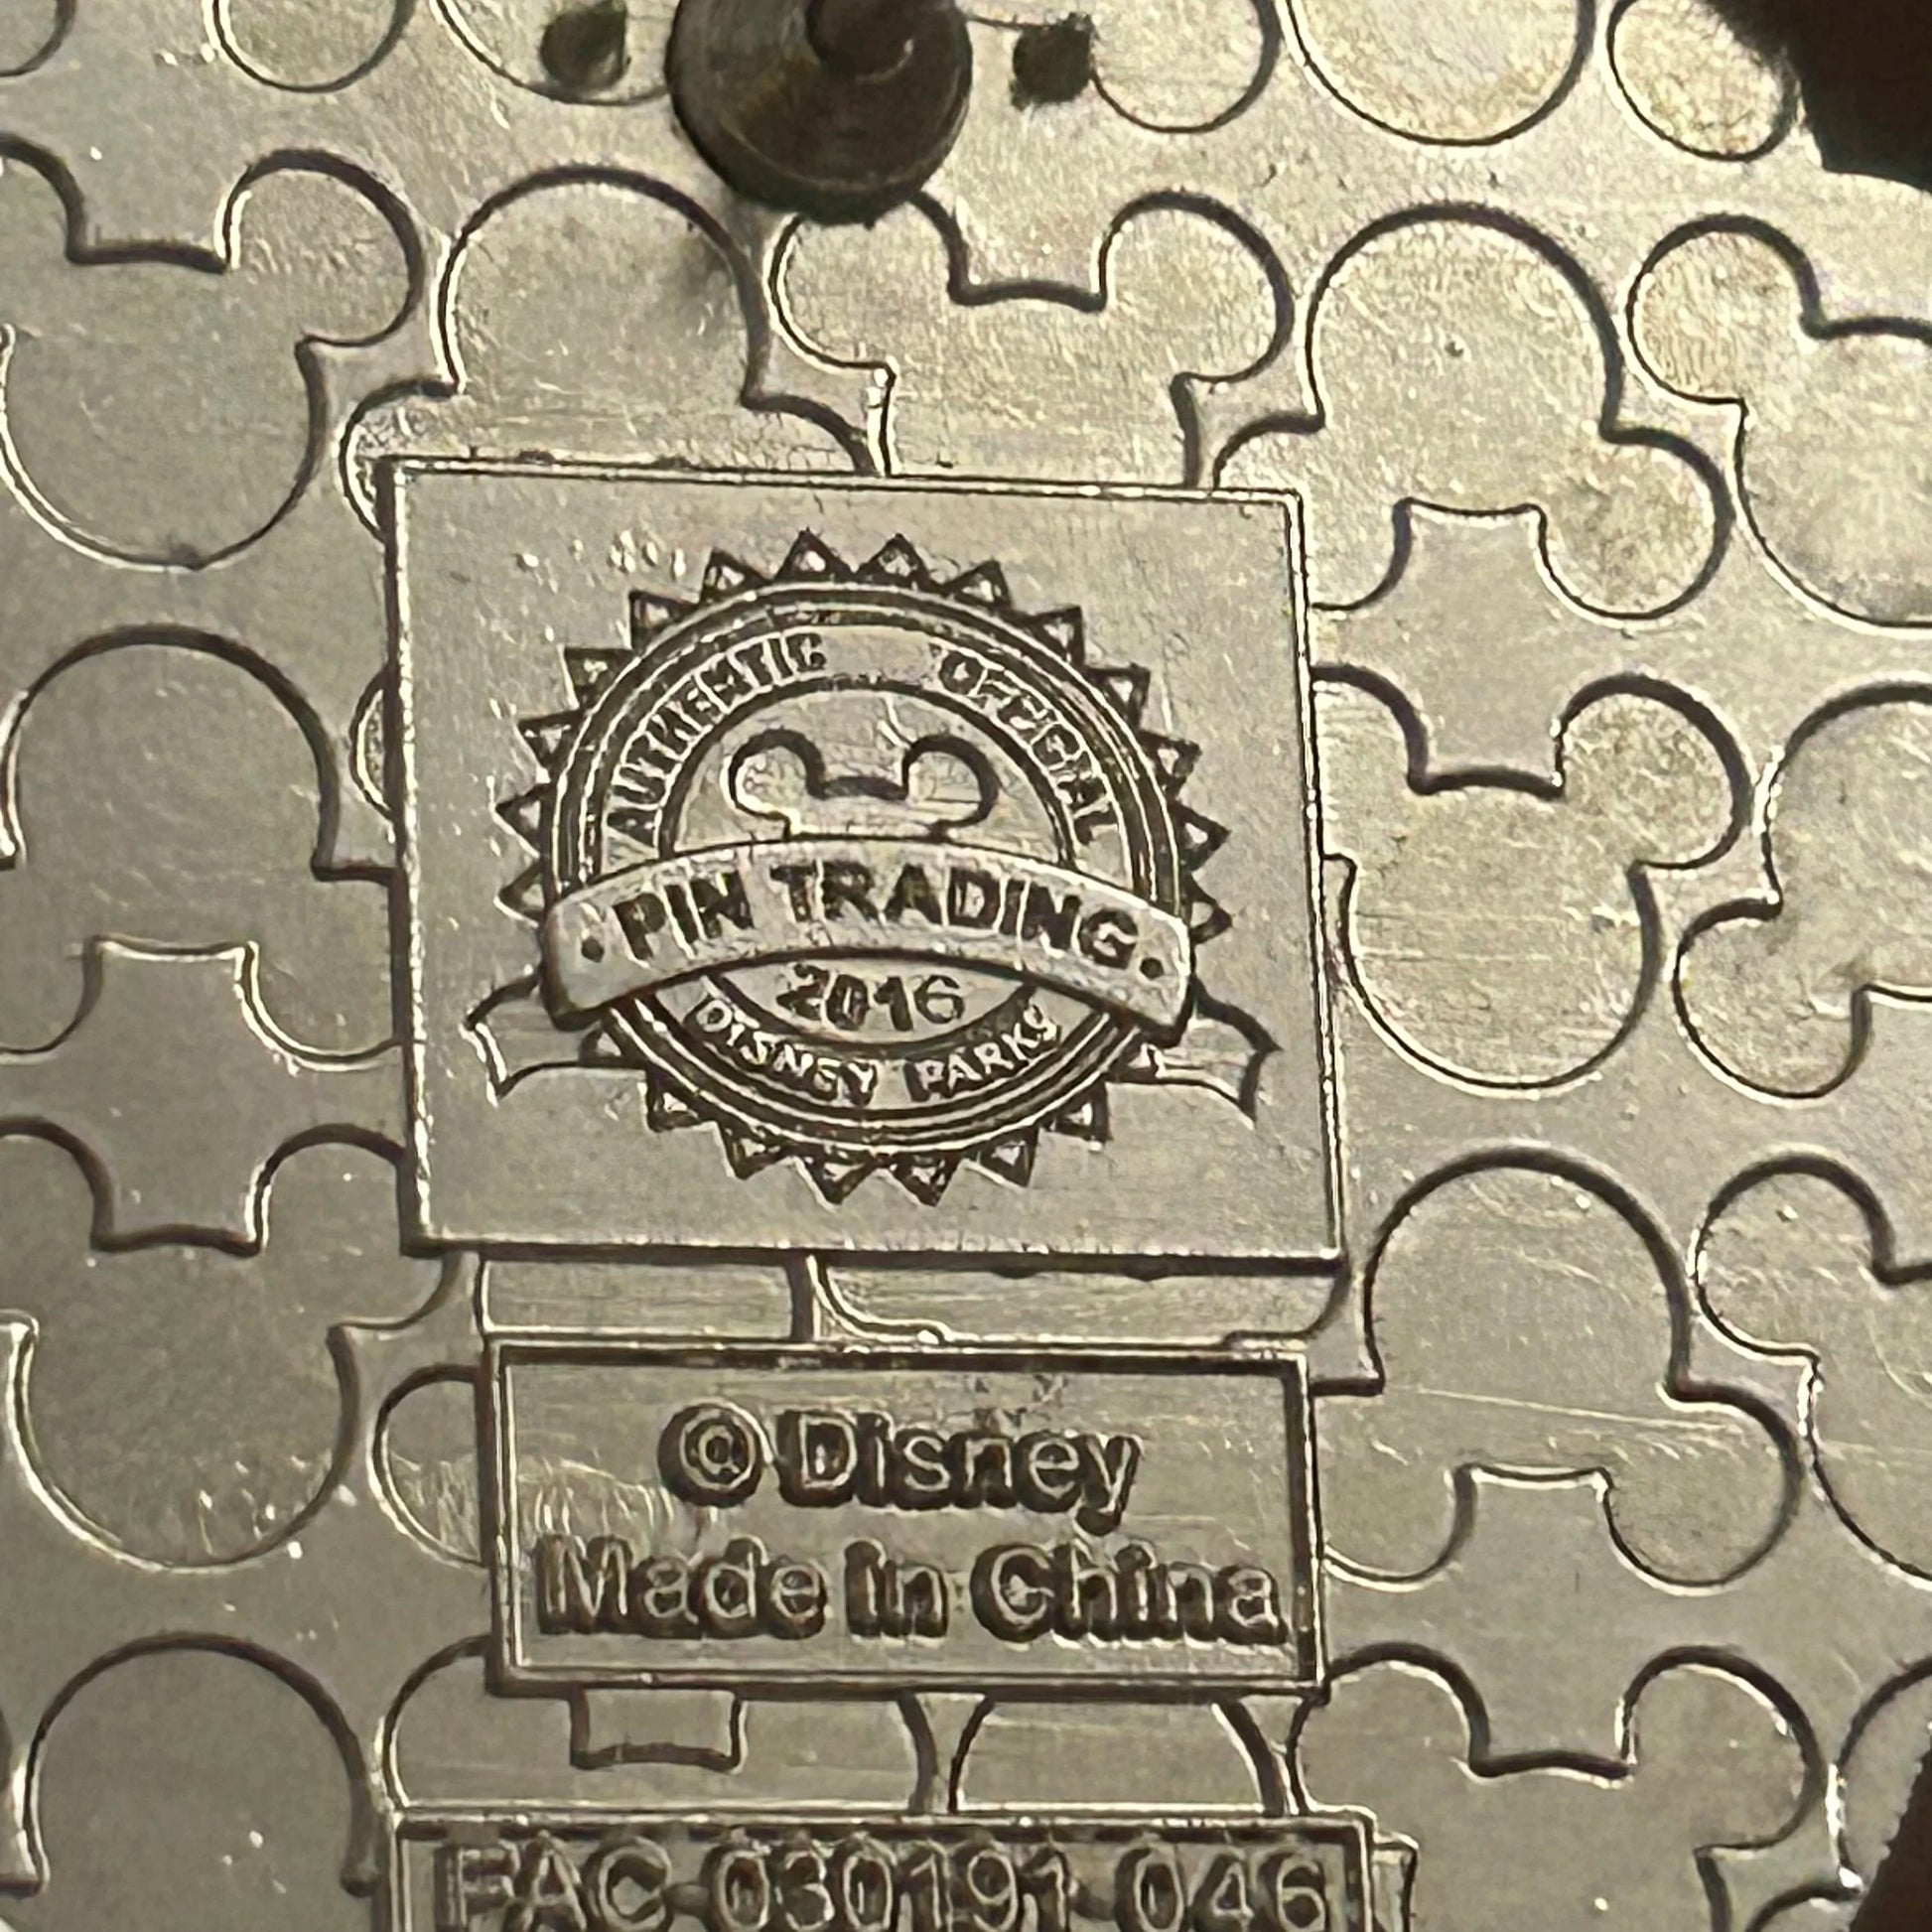 AUTHENTIC OFFICIAL
• PIN TRADING •
2016
DISNEY PARKS
© Disney
Made in China
FAC-030191-046